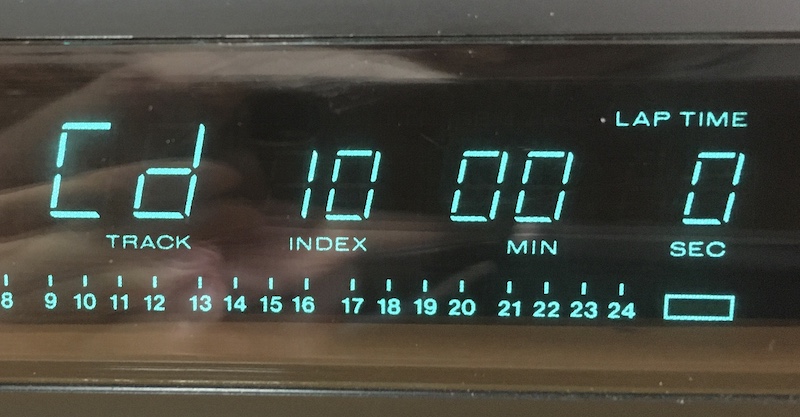 LAP TIME
Cd 10 00 0
TRACK INDEX MIN SEC
8 9 10 11 12 13 14 15 16 17 18 19 20 21 22 23 24